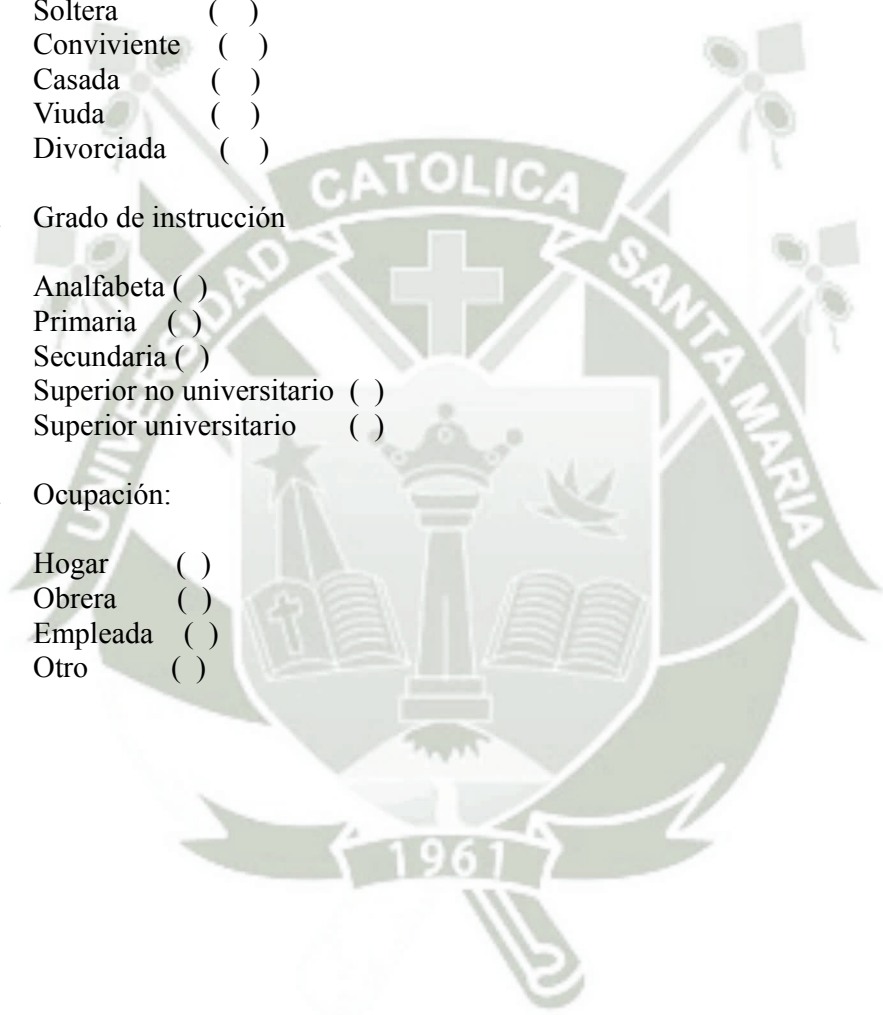 Soltera ( )
Conviviente ( )
Casada ( )
Viuda ( )
Divorciada ( )
Grado de instrucción
Analfabeta ( )
Primaria ( )
Secundaria ( )
Superior no universitario ( )
Superior universitario ( )
Ocupación:
Hogar ( )
Obrera ( )
Empleada ( )
Otro ( )
UNIVERSIDAD CATOLICA SANTA MARIA
1961